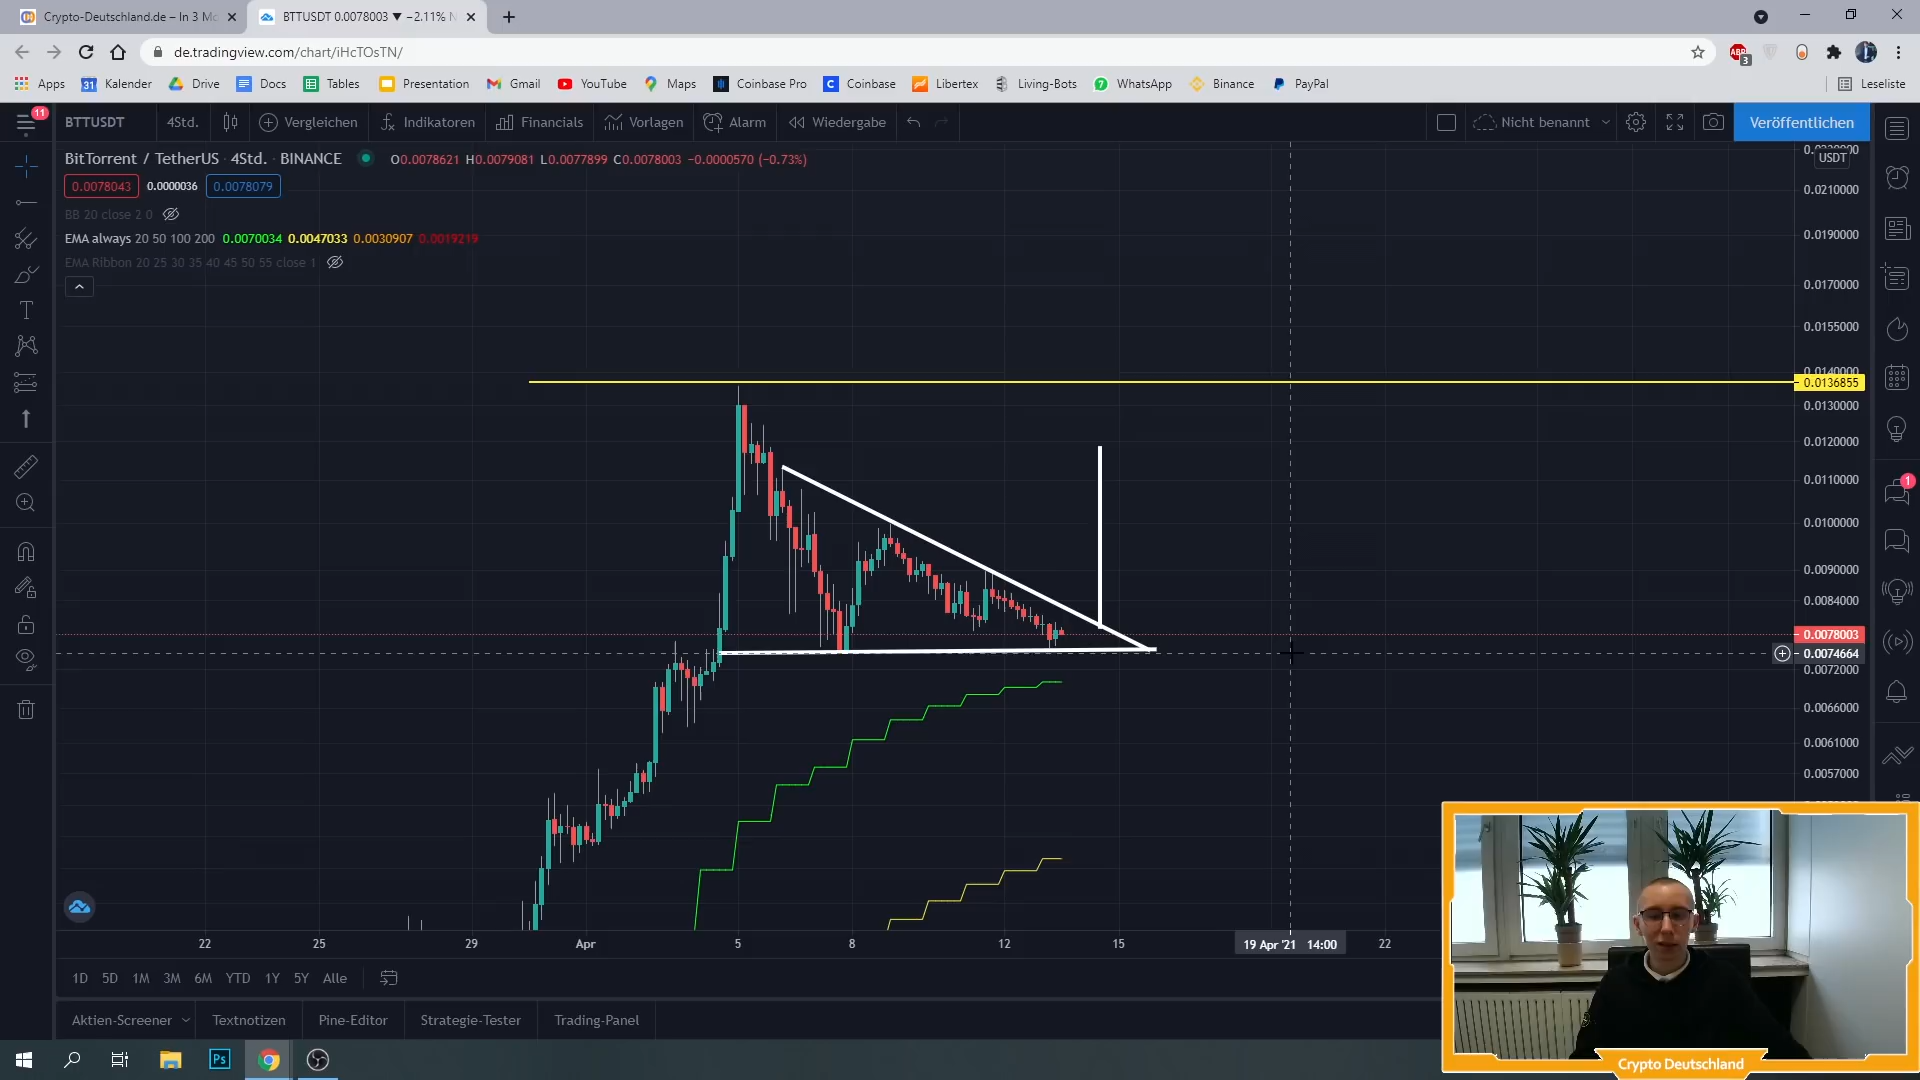 Crypto-Deutschland.de – In 3 Mo
BTTUSDT 0.0078003 ▼ −2.11% N
de.tradingview.com/chart/iHcTOsTN/
ABP
3
Apps
31
Kalender
Drive
Docs
Tables
Presentation
Gmail
YouTube
Maps
Coinbase Pro
Coinbase
Libertex
Living-Bots
7
WhatsApp
Binance
PayPal
Leseliste
11
BTTUSDT
4Std.
Vergleichen
Indikatoren
Financials
Vorlagen
Alarm
Wiedergabe
Nicht benannt
Veröffentlichen
BitTorrent / TetherUS · 4Std. · BINANCE
O0.0078621 H0.0079081 L0.0077899 C0.0078003 −0.0000570 (−0.73%)
0.0078043
0.0000036
0.0078079
BB 20 close 2 0
EMA always 20 50 100 200 0.0070034 0.0047033 0.0030907 0.0019219
EMA Ribbon 20 25 30 35 40 45 50 55 close 1
USDT
0.0210000
0.0190000
0.0170000
0.0155000
0.0140000
0.0136855
0.0130000
0.0120000
0.0110000
0.0100000
0.0090000
0.0084000
0.0078003
0.0074664
0.0072000
0.0066000
0.0061000
0.0057000
1
22
25
29
Apr
5
8
12
15
19 Apr '21 14:00
22
1D
5D
1M
3M
6M
YTD
1Y
5Y
Alle
Aktien-Screener
Textnotizen
Pine-Editor
Strategie-Tester
Trading-Panel
Ps
Crypto Deutschland